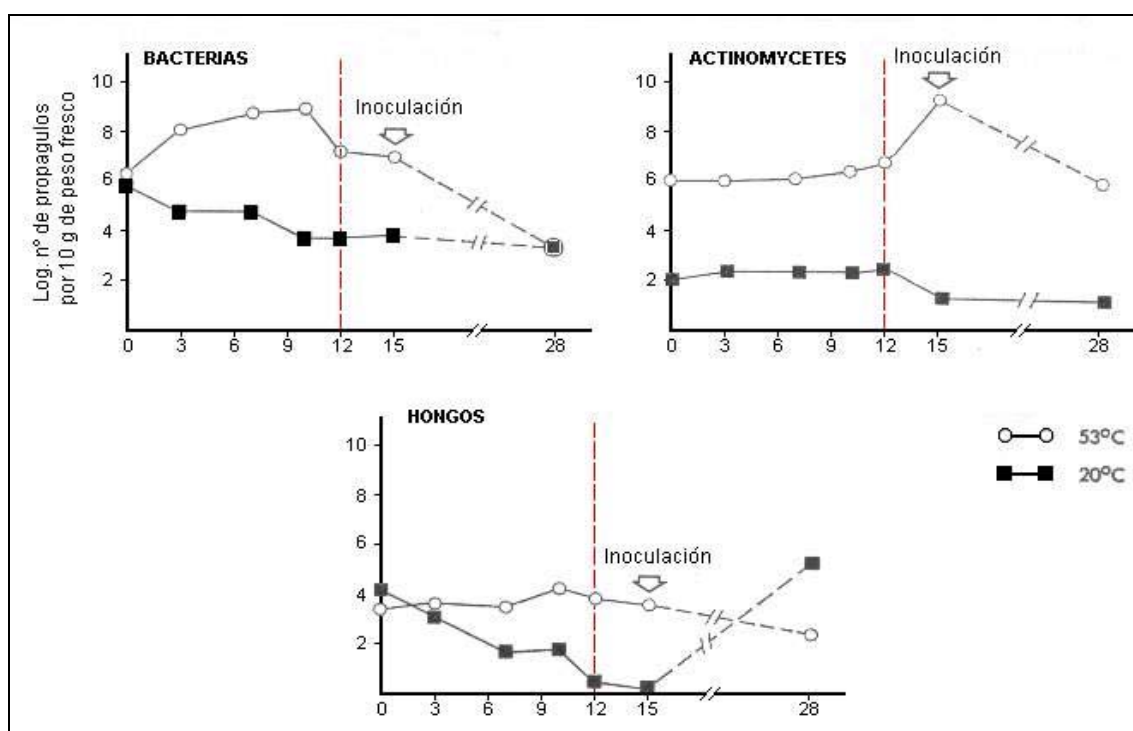 BACTERIAS
Log. nº de propagulos
por 10 g de peso fresco
10
8
6
4
2
Inoculación
0 3 6 9 12 15 28
ACTINOMYCETES
10
8
6
4
2
Inoculación
0 3 6 9 12 15 28
HONGOS
10
8
6
4
2
Inoculación
0 3 6 9 12 15 28
53ºC
20ºC